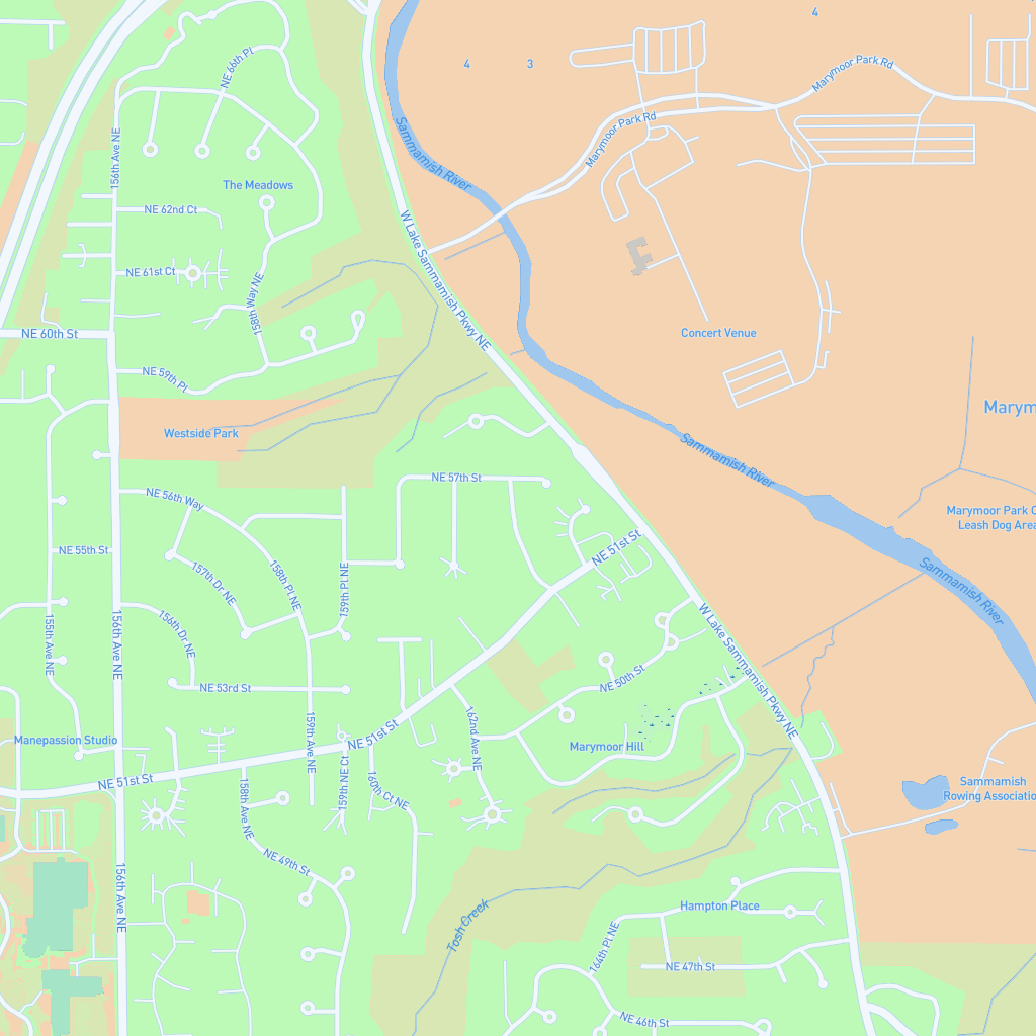 4
4
3
NE 66th Pl
Marymoor Park Rd
Marymoor Park Rd
156th Ave NE
Sammamish River
The Meadows
NE 62nd Ct
W Lake Sammamish Pkwy NE
NE 61st Ct
158th Way NE
NE 60th St
Concert Venue
NE 59th Pl
Marym
Westside Park
Sammamish River
NE 57th St
NE 56th Way
Marymoor Park O
Leash Dog Area
NE 55th St
NE 51st St
157th Dr NE
158th Pl NE
159th Pl NE
Sammamish River
155th Ave NE
156th Ave NE
156th Dr NE
W Lake Sammamish Pkwy NE
NE 53rd St
NE 50th St
Manepassion Studio
159th Ave NE
NE 51st St
162nd Ave NE
Marymoor Hill
NE 51st St
158th Ave NE
159th NE Ct
160th Ct NE
Sammamish
Rowing Associatio
156th Ave NE
NE 49th St
Tosh Creek
Hampton Place
164th Pl NE
NE 47th St
NE 46th St